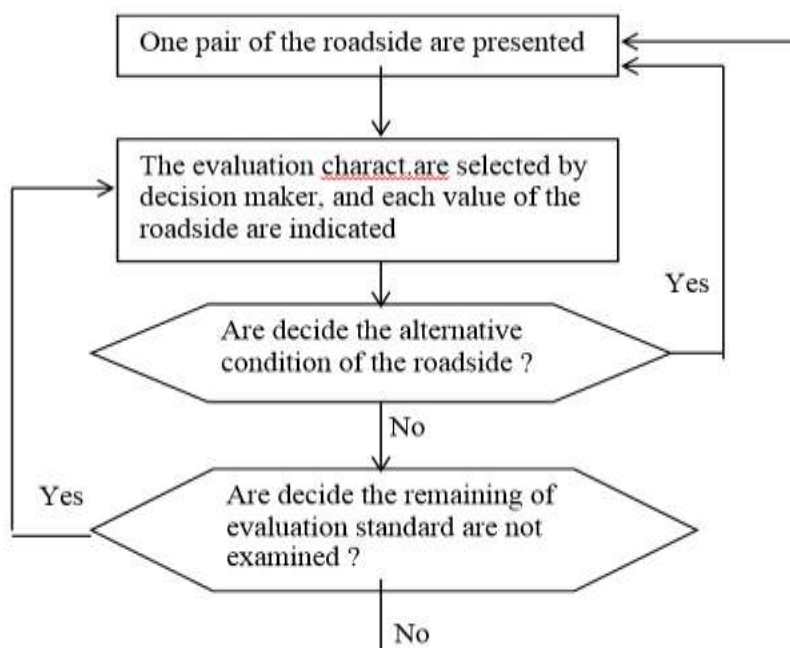 One pair of the roadside are presented
The evaluation charact.are selected by
decision maker, and each value of the
roadside are indicated
Yes
Are decide the alternative
condition of the roadside ?
No
Yes
Are decide the remaining of
evaluation standard are not
examined ?
No